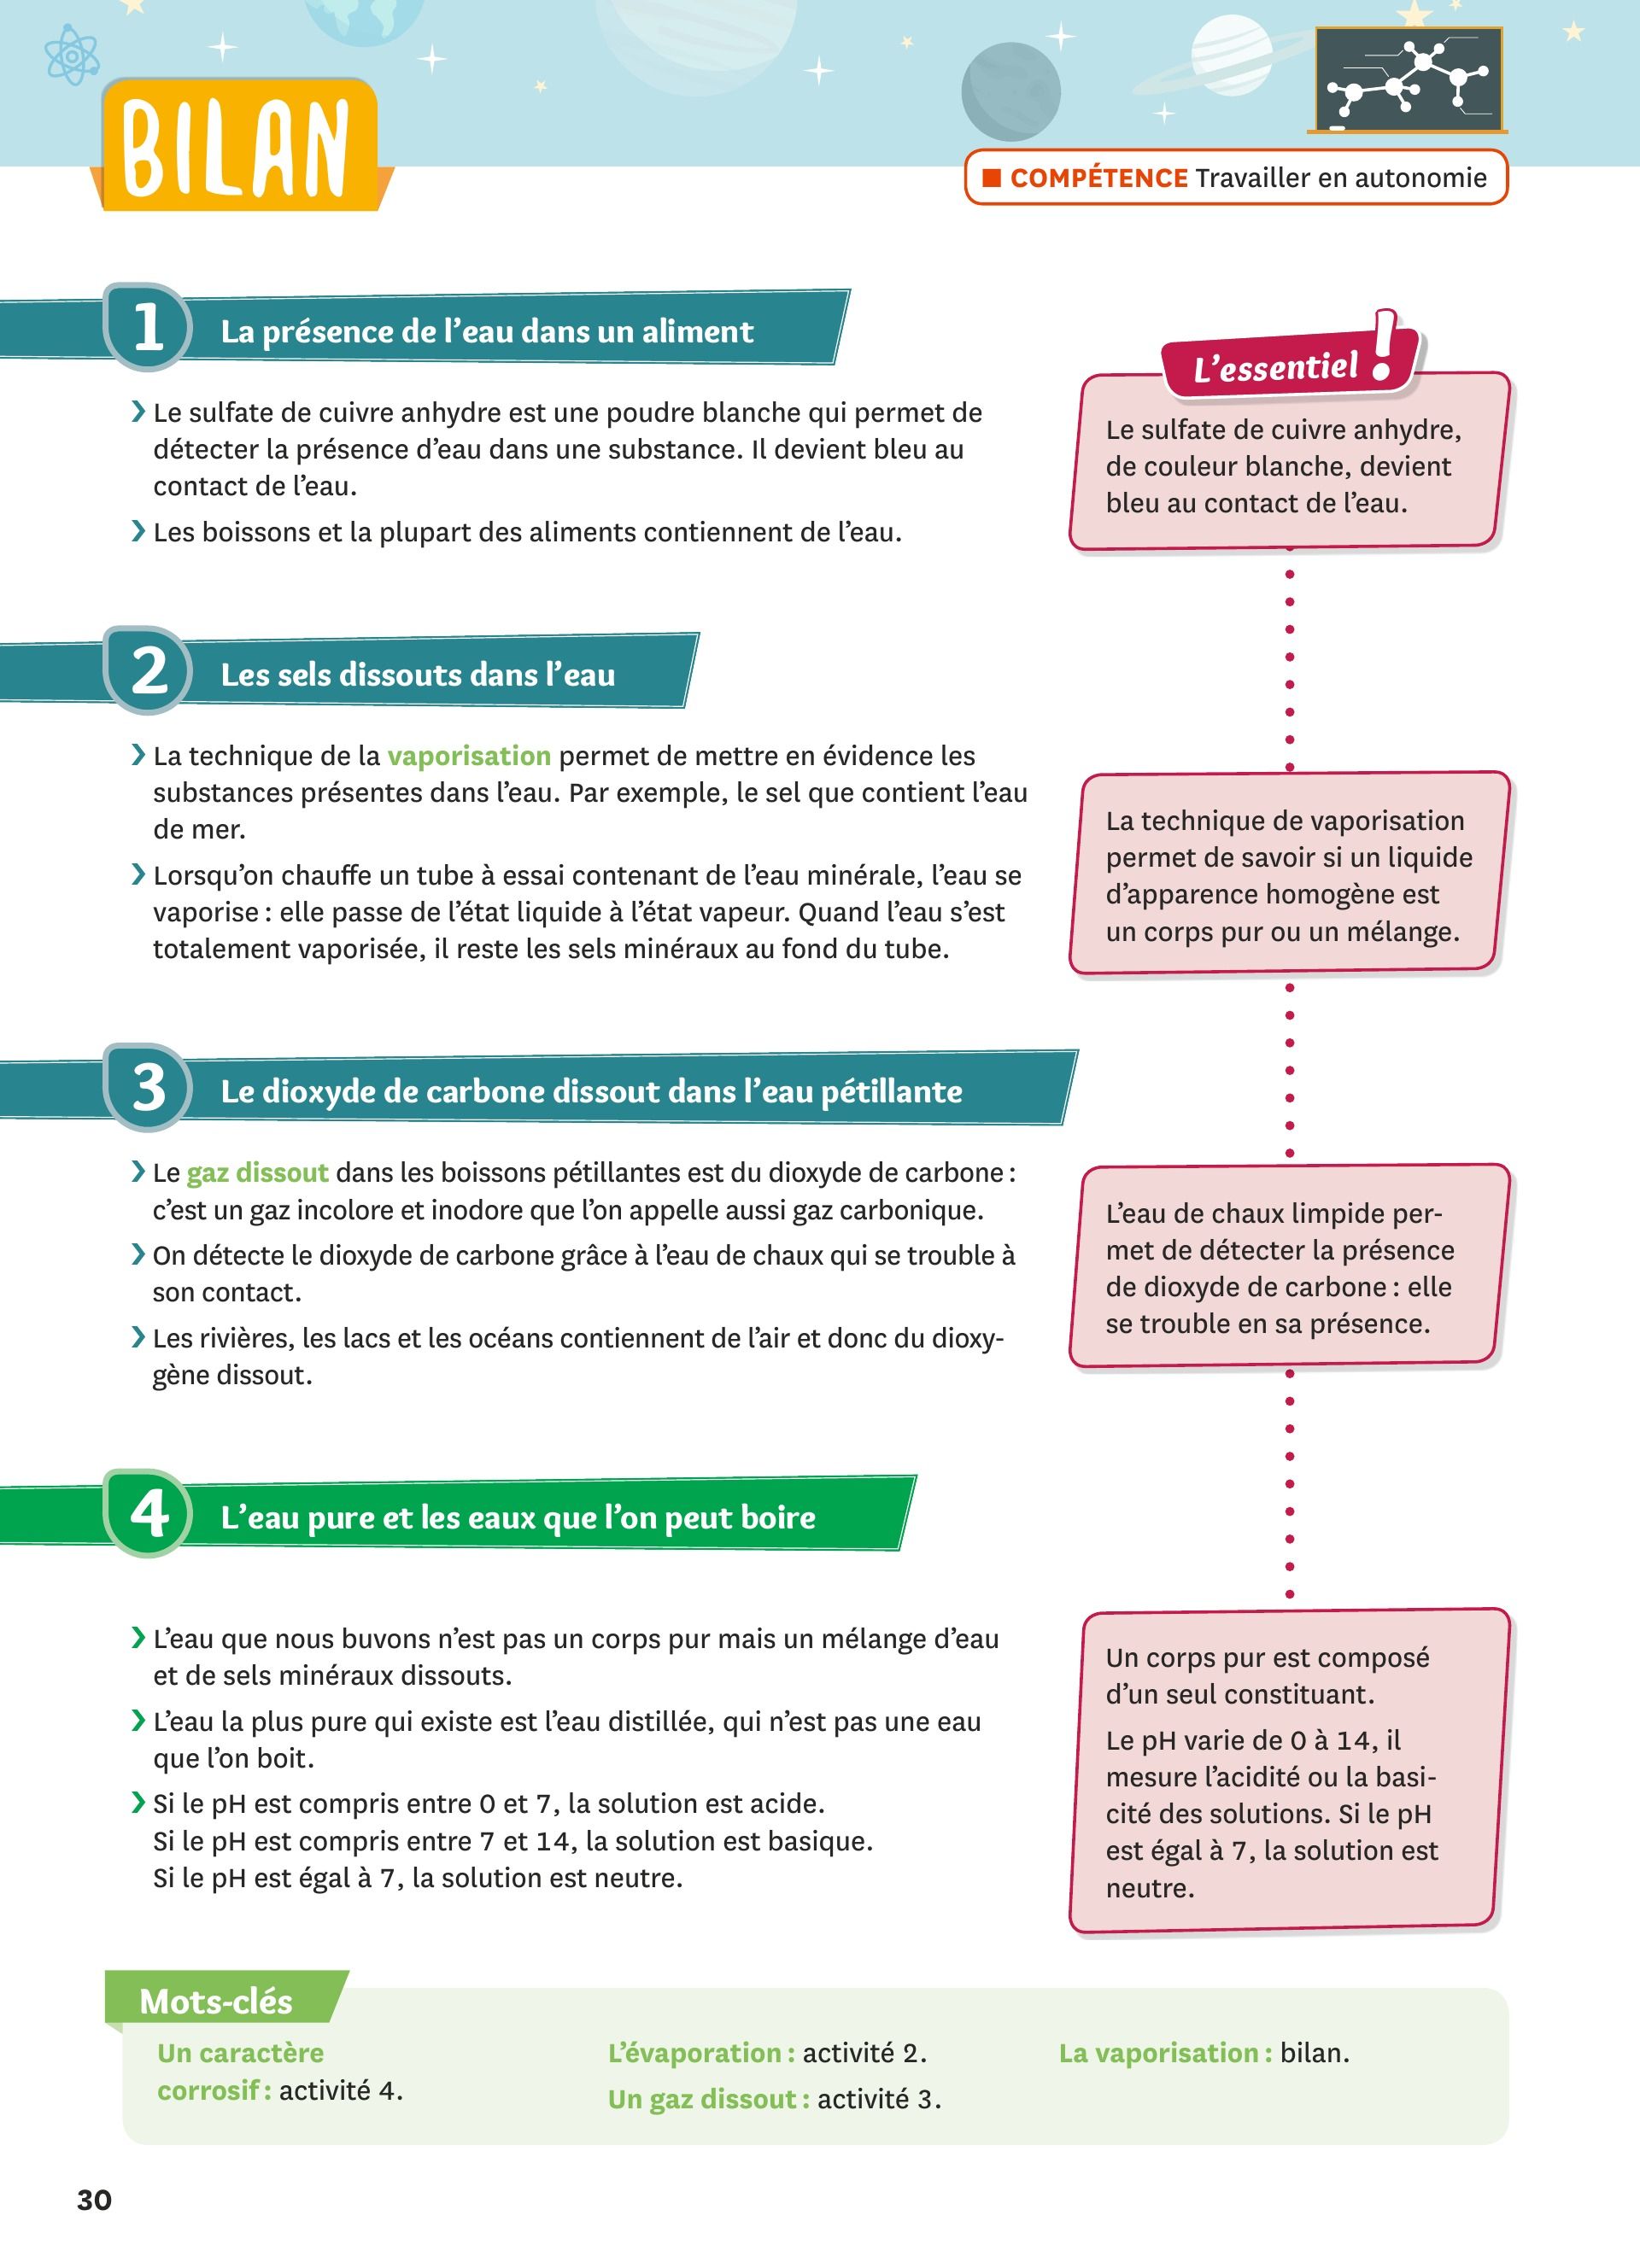 BILAN
■ COMPÉTENCE Travailler en autonomie
1 La présence de l’eau dans un aliment
❯ Le sulfate de cuivre anhydre est une poudre blanche qui permet de
détecter la présence d’eau dans une substance. Il devient bleu au
contact de l’eau.
❯ Les boissons et la plupart des aliments contiennent de l’eau.
L’essentiel !
Le sulfate de cuivre anhydre,
de couleur blanche, devient
bleu au contact de l’eau.
2 Les sels dissouts dans l’eau
❯ La technique de la vaporisation permet de mettre en évidence les
substances présentes dans l’eau. Par exemple, le sel que contient l’eau
de mer.
❯ Lorsqu’on chauffe un tube à essai contenant de l’eau minérale, l’eau se
vaporise : elle passe de l’état liquide à l’état vapeur. Quand l’eau s’est
totalement vaporisée, il reste les sels minéraux au fond du tube.
La technique de vaporisation
permet de savoir si un liquide
d’apparence homogène est
un corps pur ou un mélange.
3 Le dioxyde de carbone dissout dans l’eau pétillante
❯ Le gaz dissout dans les boissons pétillantes est du dioxyde de carbone :
c’est un gaz incolore et inodore que l’on appelle aussi gaz carbonique.
❯ On détecte le dioxyde de carbone grâce à l’eau de chaux qui se trouble à
son contact.
❯ Les rivières, les lacs et les océans contiennent de l’air et donc du dioxy-
gène dissout.
L’eau de chaux limpide per-
met de détecter la présence
de dioxyde de carbone : elle
se trouble en sa présence.
4 L’eau pure et les eaux que l’on peut boire
❯ L’eau que nous buvons n’est pas un corps pur mais un mélange d’eau
et de sels minéraux dissouts.
❯ L’eau la plus pure qui existe est l’eau distillée, qui n’est pas une eau
que l’on boit.
❯ Si le pH est compris entre 0 et 7, la solution est acide.
Si le pH est compris entre 7 et 14, la solution est basique.
Si le pH est égal à 7, la solution est neutre.
Un corps pur est composé
d’un seul constituant.
Le pH varie de 0 à 14, il
mesure l’acidité ou la basi-
cité des solutions. Si le pH
est égal à 7, la solution est
neutre.
Mots-clés
Un caractère
corrosif : activité 4.
L’évaporation : activité 2.
Un gaz dissout : activité 3.
La vaporisation : bilan.
30